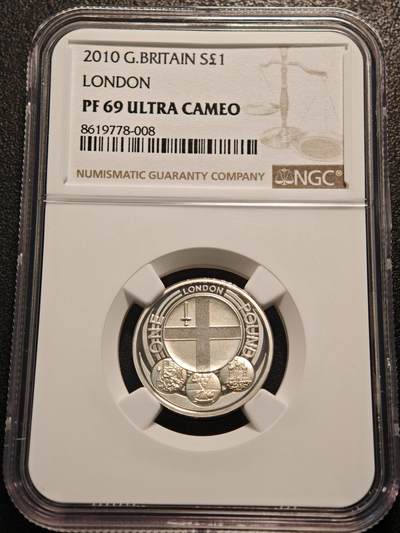 2010 G.BRITAIN S£1
LONDON
PF 69 ULTRA CAMEO
8619778-008
NUMISMATIC GUARANTY COMPANY
NGC®
LONDON
ONE
POUND